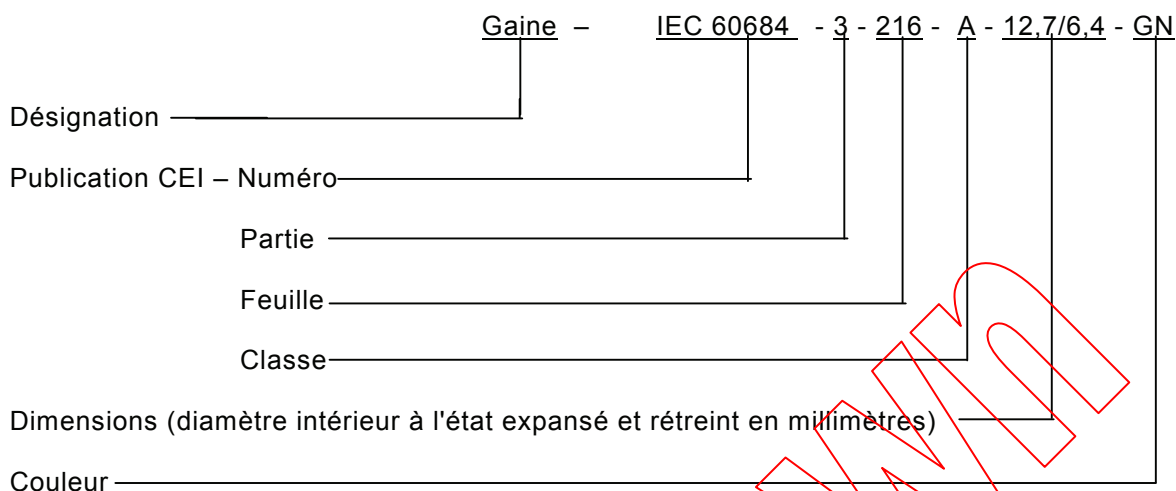 Gaine – IEC 60684 - 3 - 216 - A - 12,7/6,4 - GN
Désignation
Publication CEI – Numéro
Partie
Feuille
Classe
Dimensions (diamètre intérieur à l'état expansé et rétreint en millimètres)
Couleur